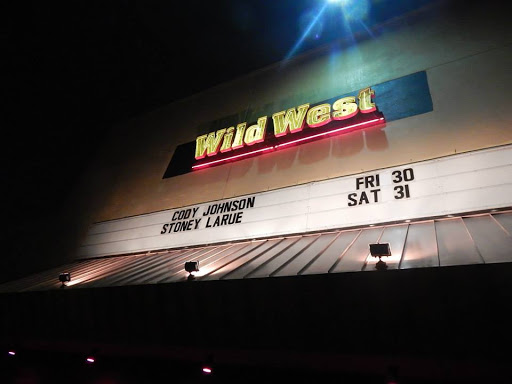 Wild West
CODY JOHNSON FRI 30
STONEY LARUE SAT 31